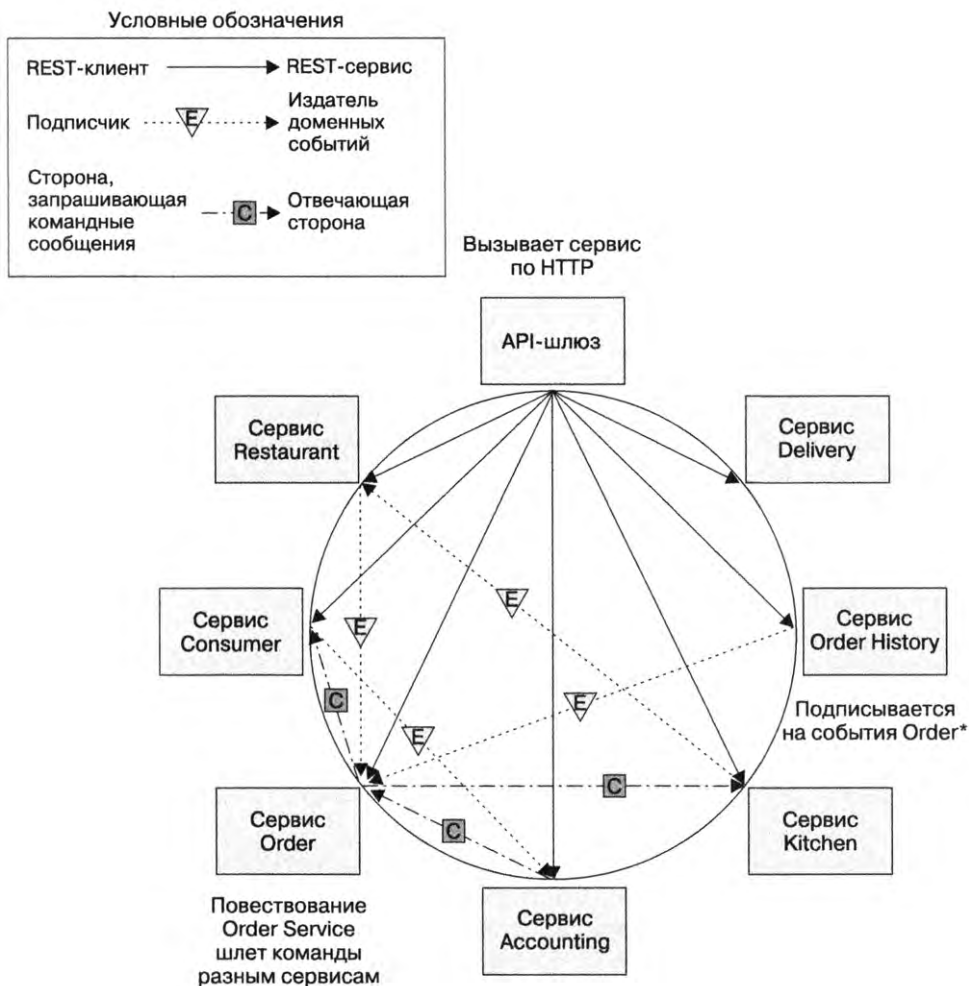 Условные обозначения
REST-клиент
REST-сервис
Подписчик
E
Издатель
доменных
событий
Сторона,
запрашивающая
командные
сообщения
C
Отвечающая
сторона
Вызывает сервис
по HTTP
API-шлюз
Сервис
Restaurant
Сервис
Delivery
E
E
Сервис
Consumer
Сервис
Order History
C
E
E
Подписывается
на события Order*
Сервис
Order
C
C
Сервис
Kitchen
Сервис
Accounting
Повествование
Order Service
шлет команды
разным сервисам